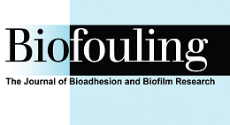 Biofouling
The Journal of Bioadhesion and Biofilm Research